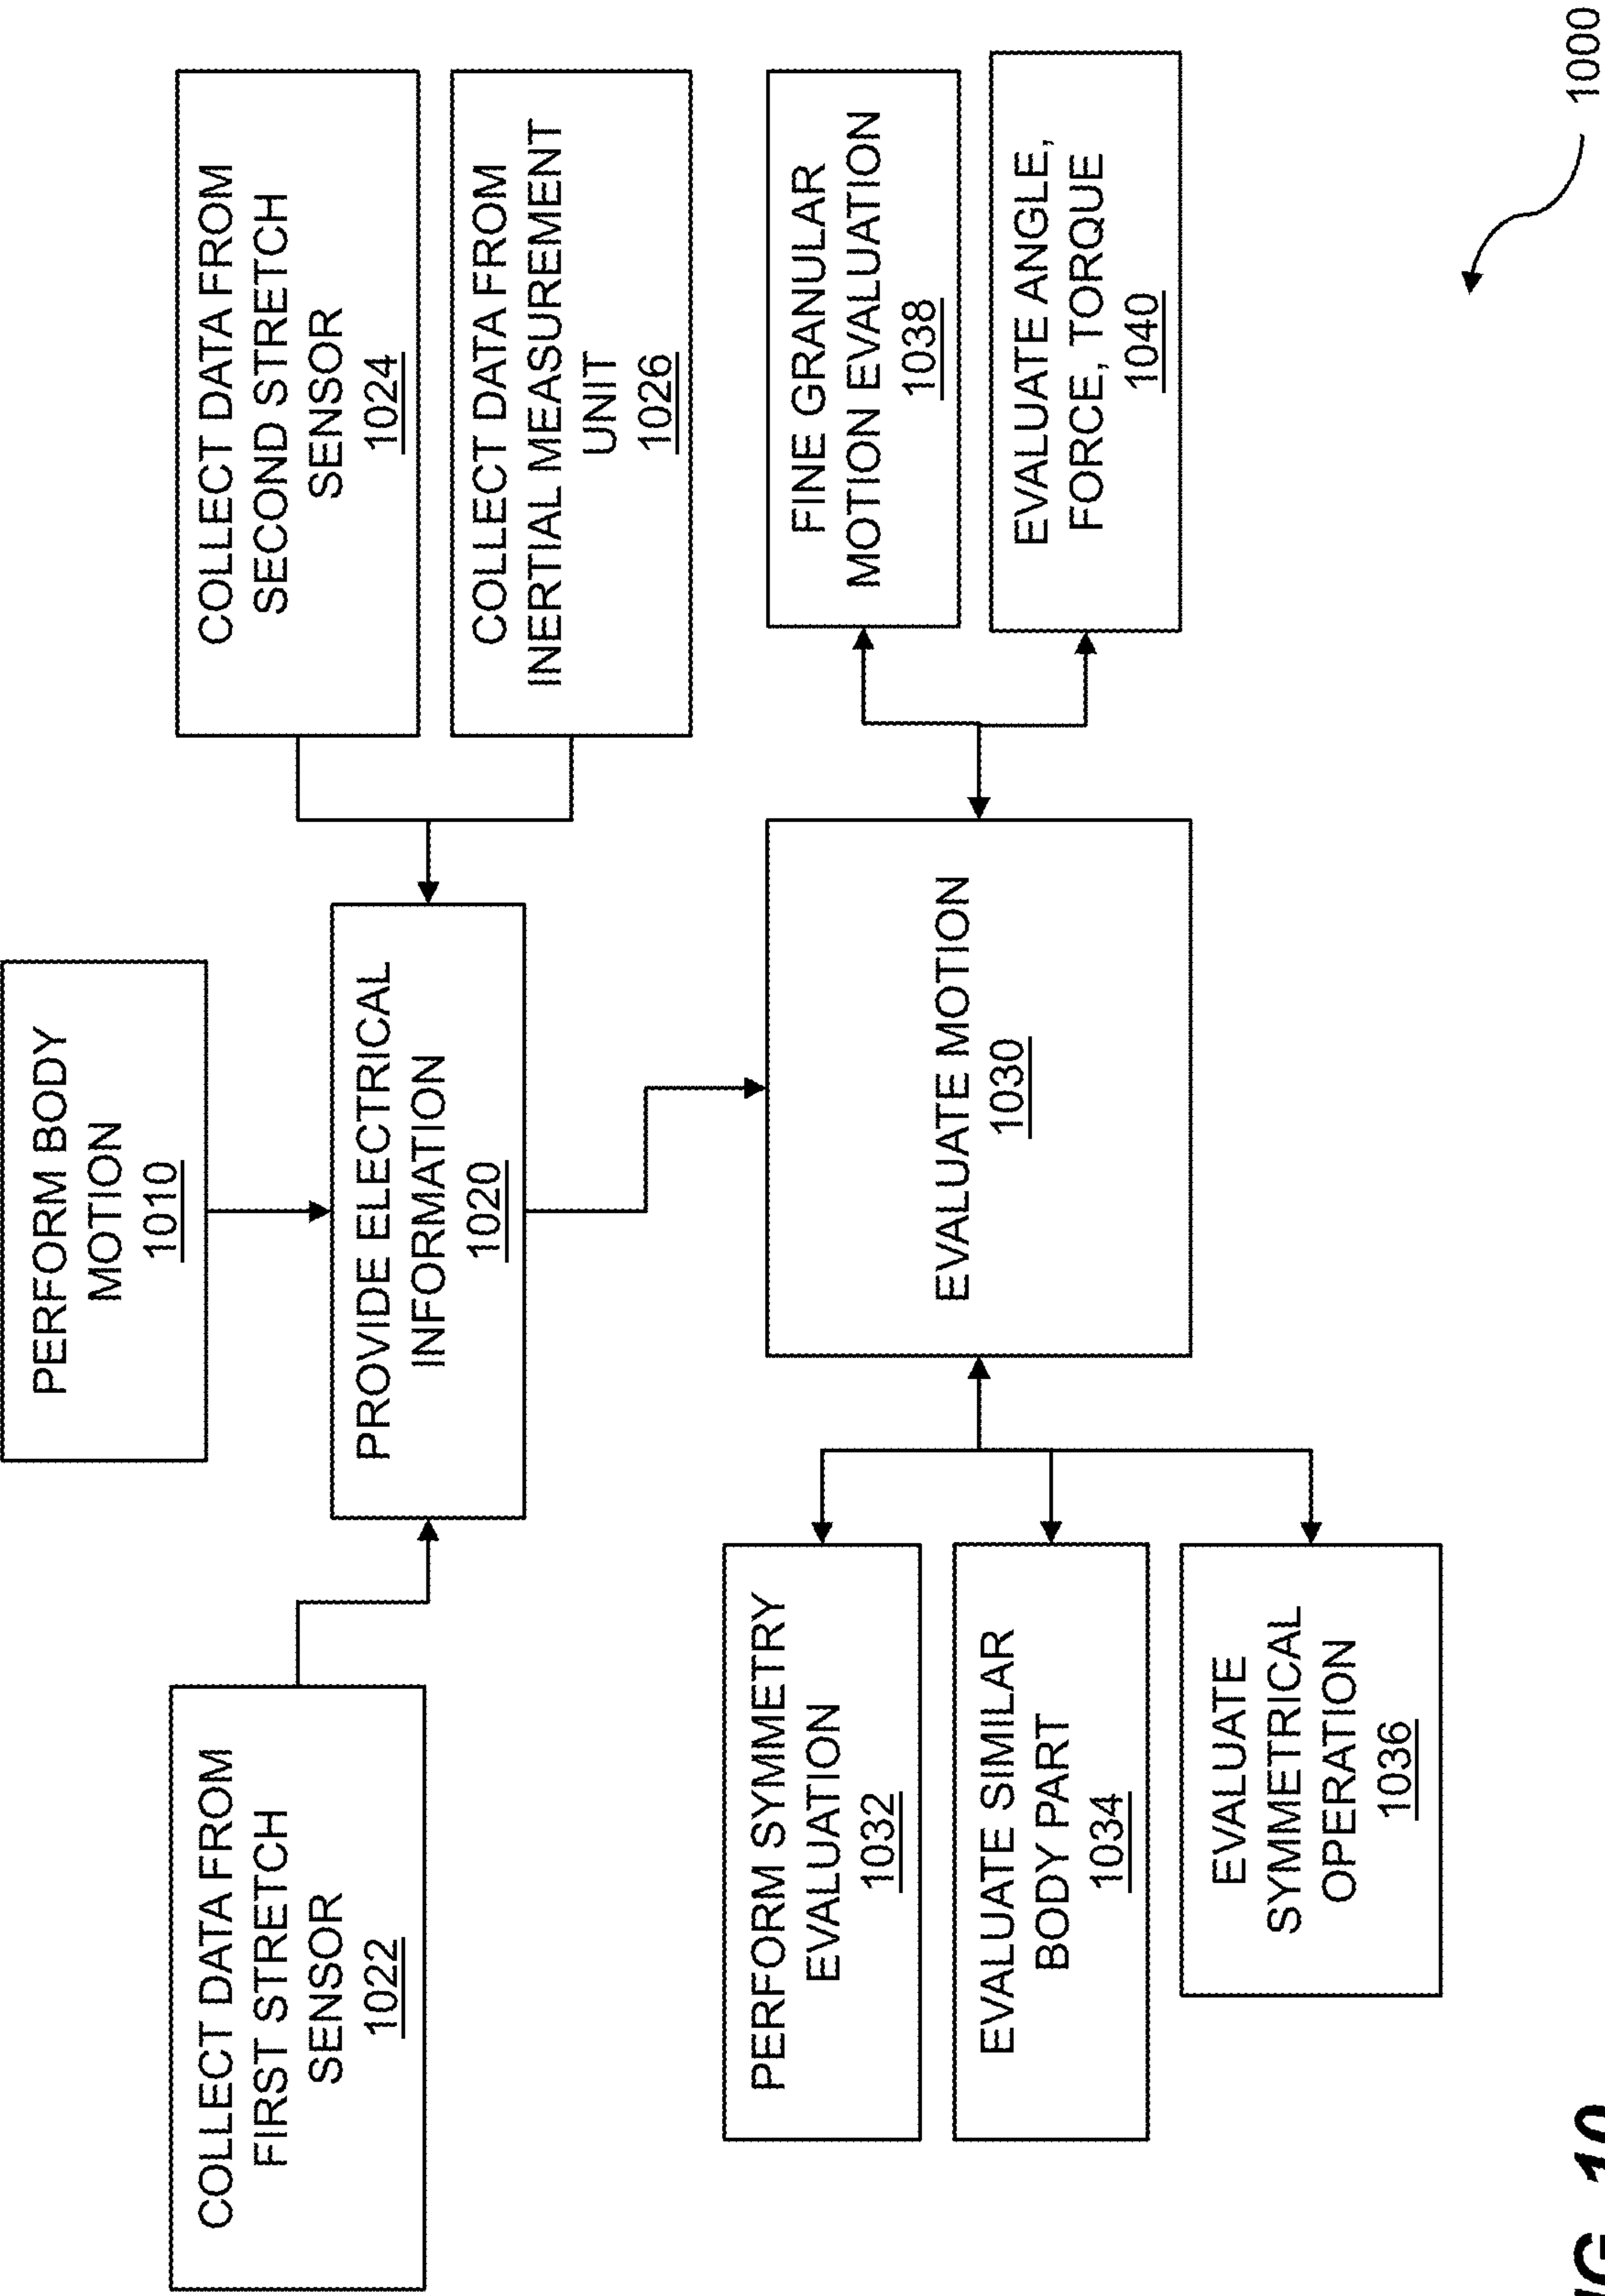 PERFORM BODY
MOTION
1010
COLLECT DATA FROM
FIRST STRETCH
SENSOR
1022
PROVIDE ELECTRICAL
INFORMATION
1020
COLLECT DATA FROM
SECOND STRETCH
SENSOR
1024
COLLECT DATA FROM
INERTIAL MEASUREMENT
UNIT
1026
PERFORM SYMMETRY
EVALUATION
1032
EVALUATE SIMILAR
BODY PART
1034
EVALUATE
SYMMETRICAL
OPERATION
1036
EVALUATE MOTION
1030
FINE GRANULAR
MOTION EVALUATION
1038
EVALUATE ANGLE,
FORCE, TORQUE
1040
1000